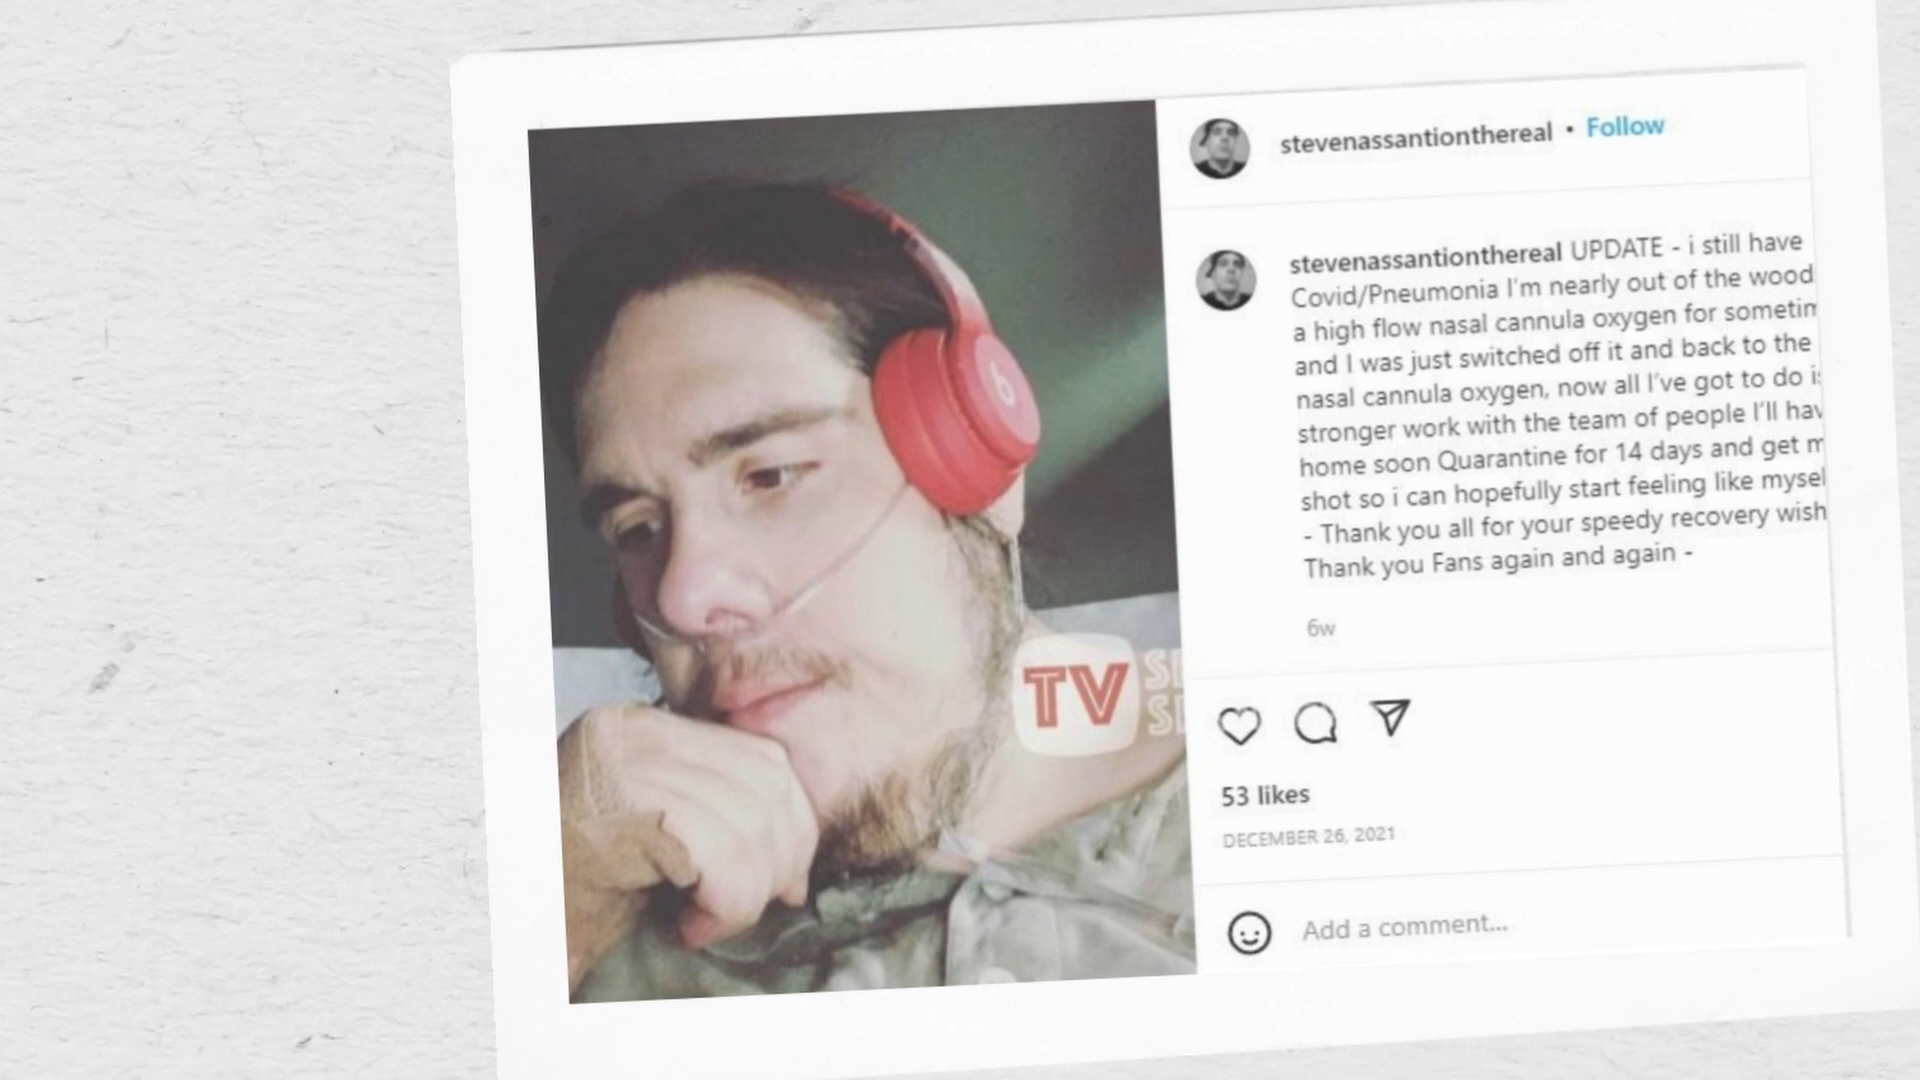 stevenassantionthereal • Follow
stevenassantionthereal UPDATE - i still have
Covid/Pneumonia I'm nearly out of the wood
a high flow nasal cannula oxygen for sometim
and I was just switched off it and back to the
nasal cannula oxygen, now all I've got to do is
stronger work with the team of people I'll hav
home soon Quarantine for 14 days and get m
shot so i can hopefully start feeling like mysel
- Thank you all for your speedy recovery wish
Thank you Fans again and again -
6w
TV
53 likes
DECEMBER 26, 2021
Add a comment...